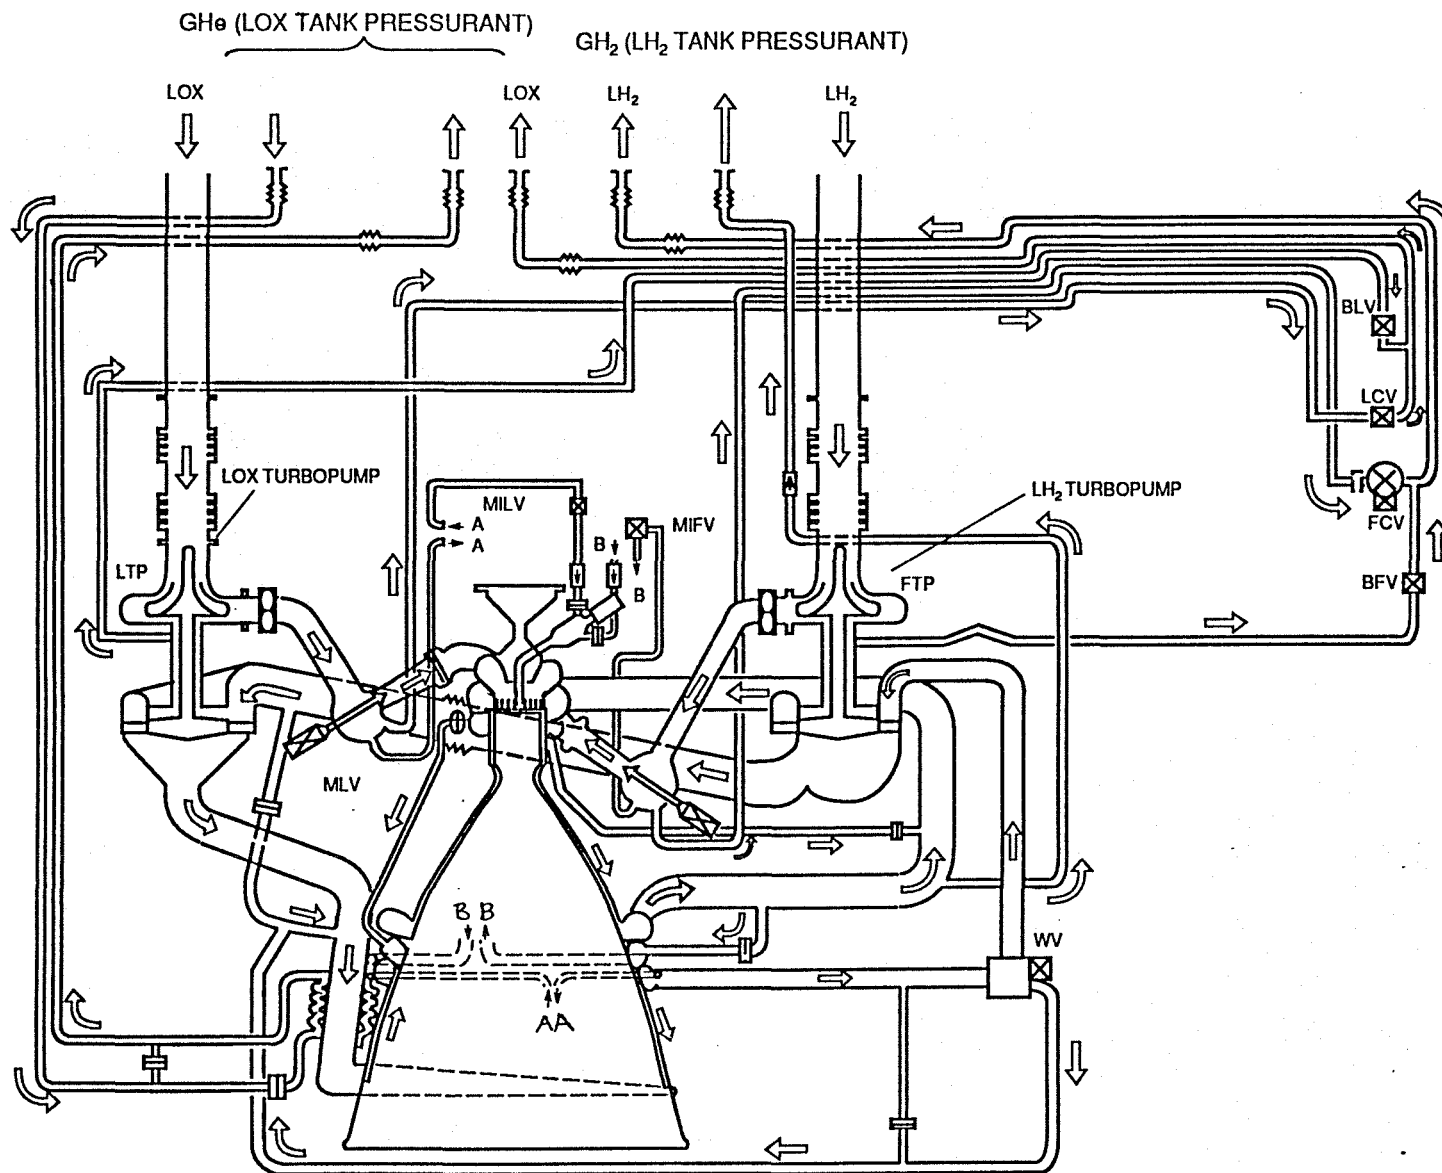 GHe (LOX TANK PRESSURANT)
GH₂ (LH₂ TANK PRESSURANT)
LOX
LOX
LH₂
LH₂
BLV
LCV
LOX TURBOPUMP
MILV
A
A
MIFV
LH₂ TURBOPUMP
FCV
B
B
LTP
FTP
BFV
MLV
B B
WV
AA